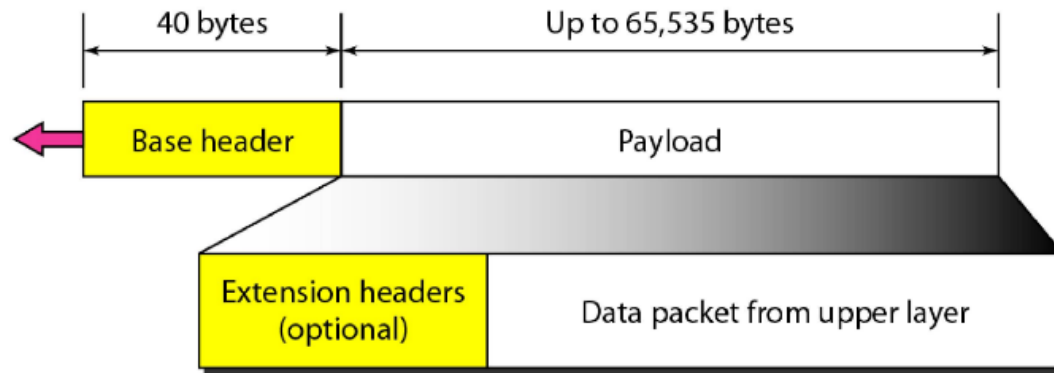 40 bytes
Up to 65,535 bytes
Base header
Payload
Extension headers
(optional)
Data packet from upper layer